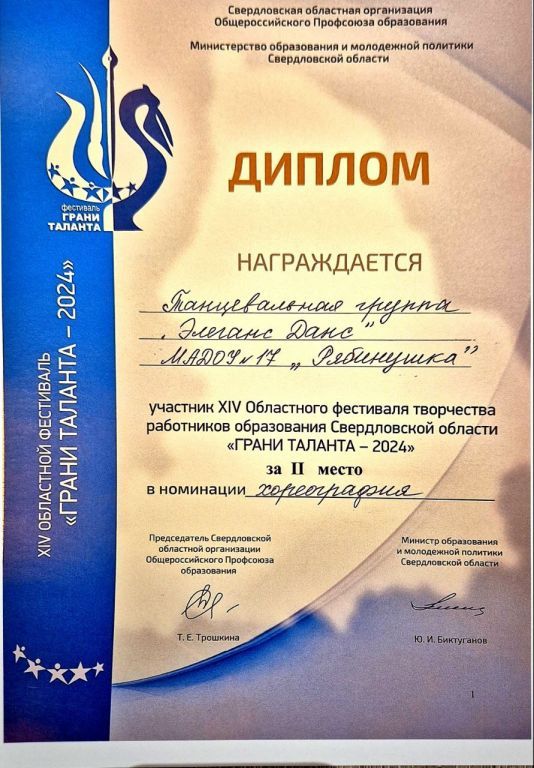 Свердловская областная организация
Общероссийского Профсоюза образования
Министерство образования и молодежной политики
Свердловской области
фестиваль
ГРАНИ
ТАЛАНТА
ДИПЛОМ
НАГРАЖДАЕТСЯ
Танцевальная группа
„Элеганс Данс"
МАДОУ №17 „Рябинушка"
участник XIV Областного фестиваля творчества
работников образования Свердловской области
«ГРАНИ ТАЛАНТА – 2024»
за II место
в номинации хореография
XIV ОБЛАСТНОЙ ФЕСТИВАЛЬ
«ГРАНИ ТАЛАНТА – 2024»
Председатель Свердловской
областной организации
Общероссийского Профсоюза
образования
Т. Е. Трошкина
Министр образования
и молодежной политики
Свердловской области
Ю. И. Биктуганов
1